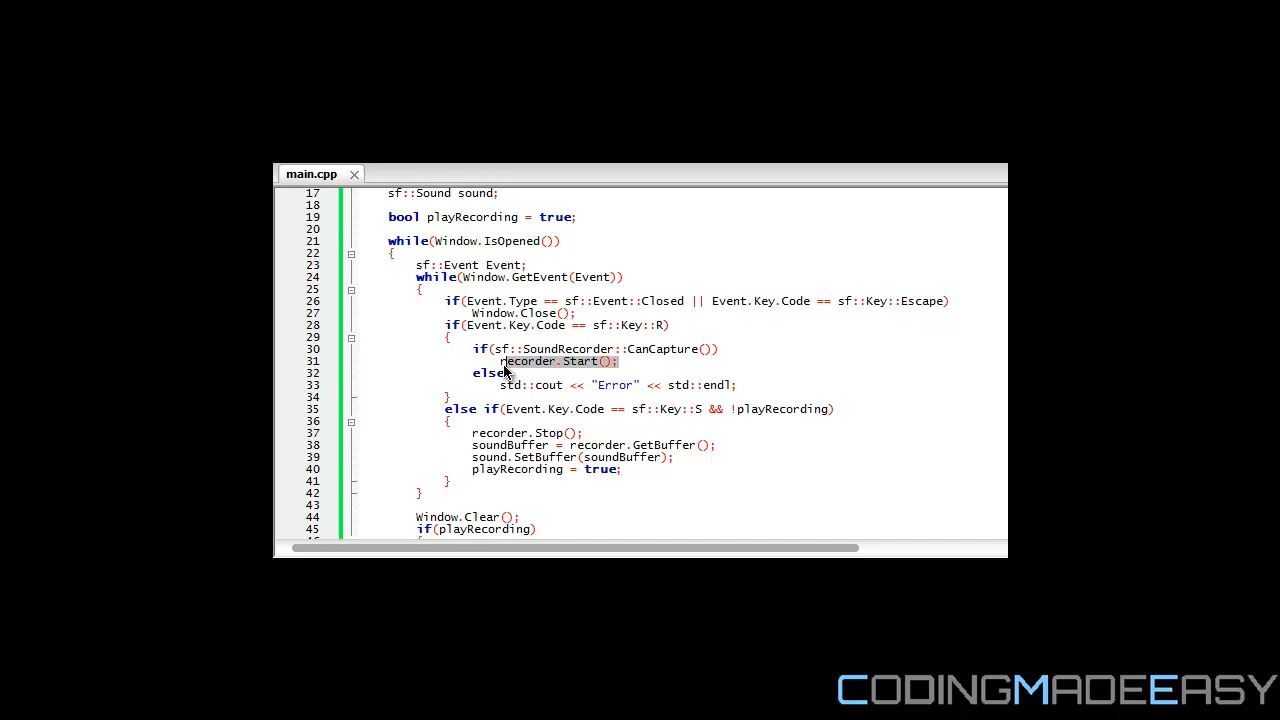 main.cpp
17 sf::Sound sound;
18
19 bool playRecording = true;
20
21 while(Window.IsOpened())
22 {
23 sf::Event Event;
24 while(Window.GetEvent(Event))
25 {
26 if(Event.Type == sf::Event::Closed || Event.Key.Code == sf::Key::Escape)
27 Window.Close();
28 if(Event.Key.Code == sf::Key::R)
29 {
30 if(sf::SoundRecorder::CanCapture())
31 recorder.Start();
32 else
33 std::cout << "Error" << std::endl;
34 }
35 else if(Event.Key.Code == sf::Key::S && !playRecording)
36 {
37 recorder.Stop();
38 soundBuffer = recorder.GetBuffer();
39 sound.SetBuffer(soundBuffer);
40 playRecording = true;
41 }
42 }
43
44 Window.Clear();
45 if(playRecording)
CODINGMADEEASY